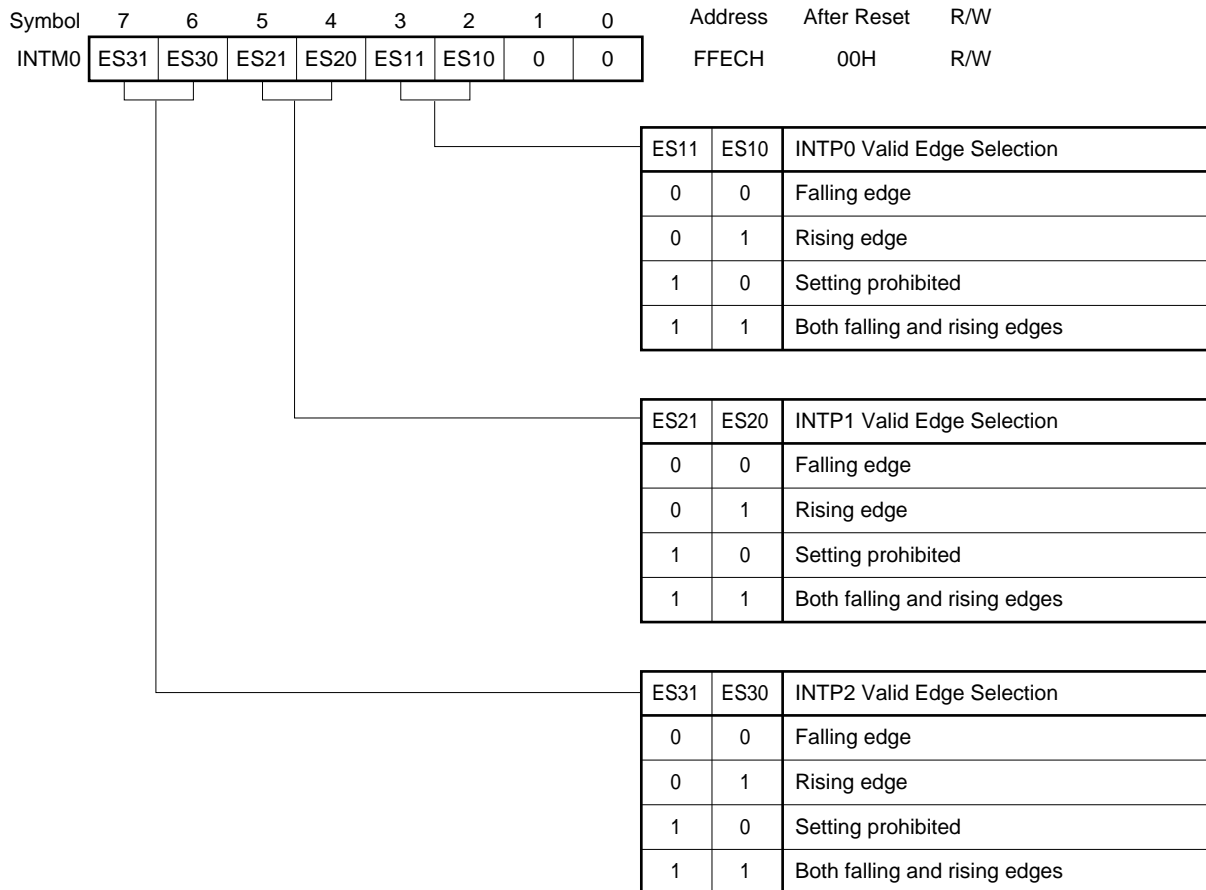 Symbol 7 6 5 4 3 2 1 0 Address After Reset R/W
INTM0 ES31 ES30 ES21 ES20 ES11 ES10 0 0 FFECH 00H R/W
ES11 ES10 INTP0 Valid Edge Selection
0 0 Falling edge
0 1 Rising edge
1 0 Setting prohibited
1 1 Both falling and rising edges
ES21 ES20 INTP1 Valid Edge Selection
0 0 Falling edge
0 1 Rising edge
1 0 Setting prohibited
1 1 Both falling and rising edges
ES31 ES30 INTP2 Valid Edge Selection
0 0 Falling edge
0 1 Rising edge
1 0 Setting prohibited
1 1 Both falling and rising edges